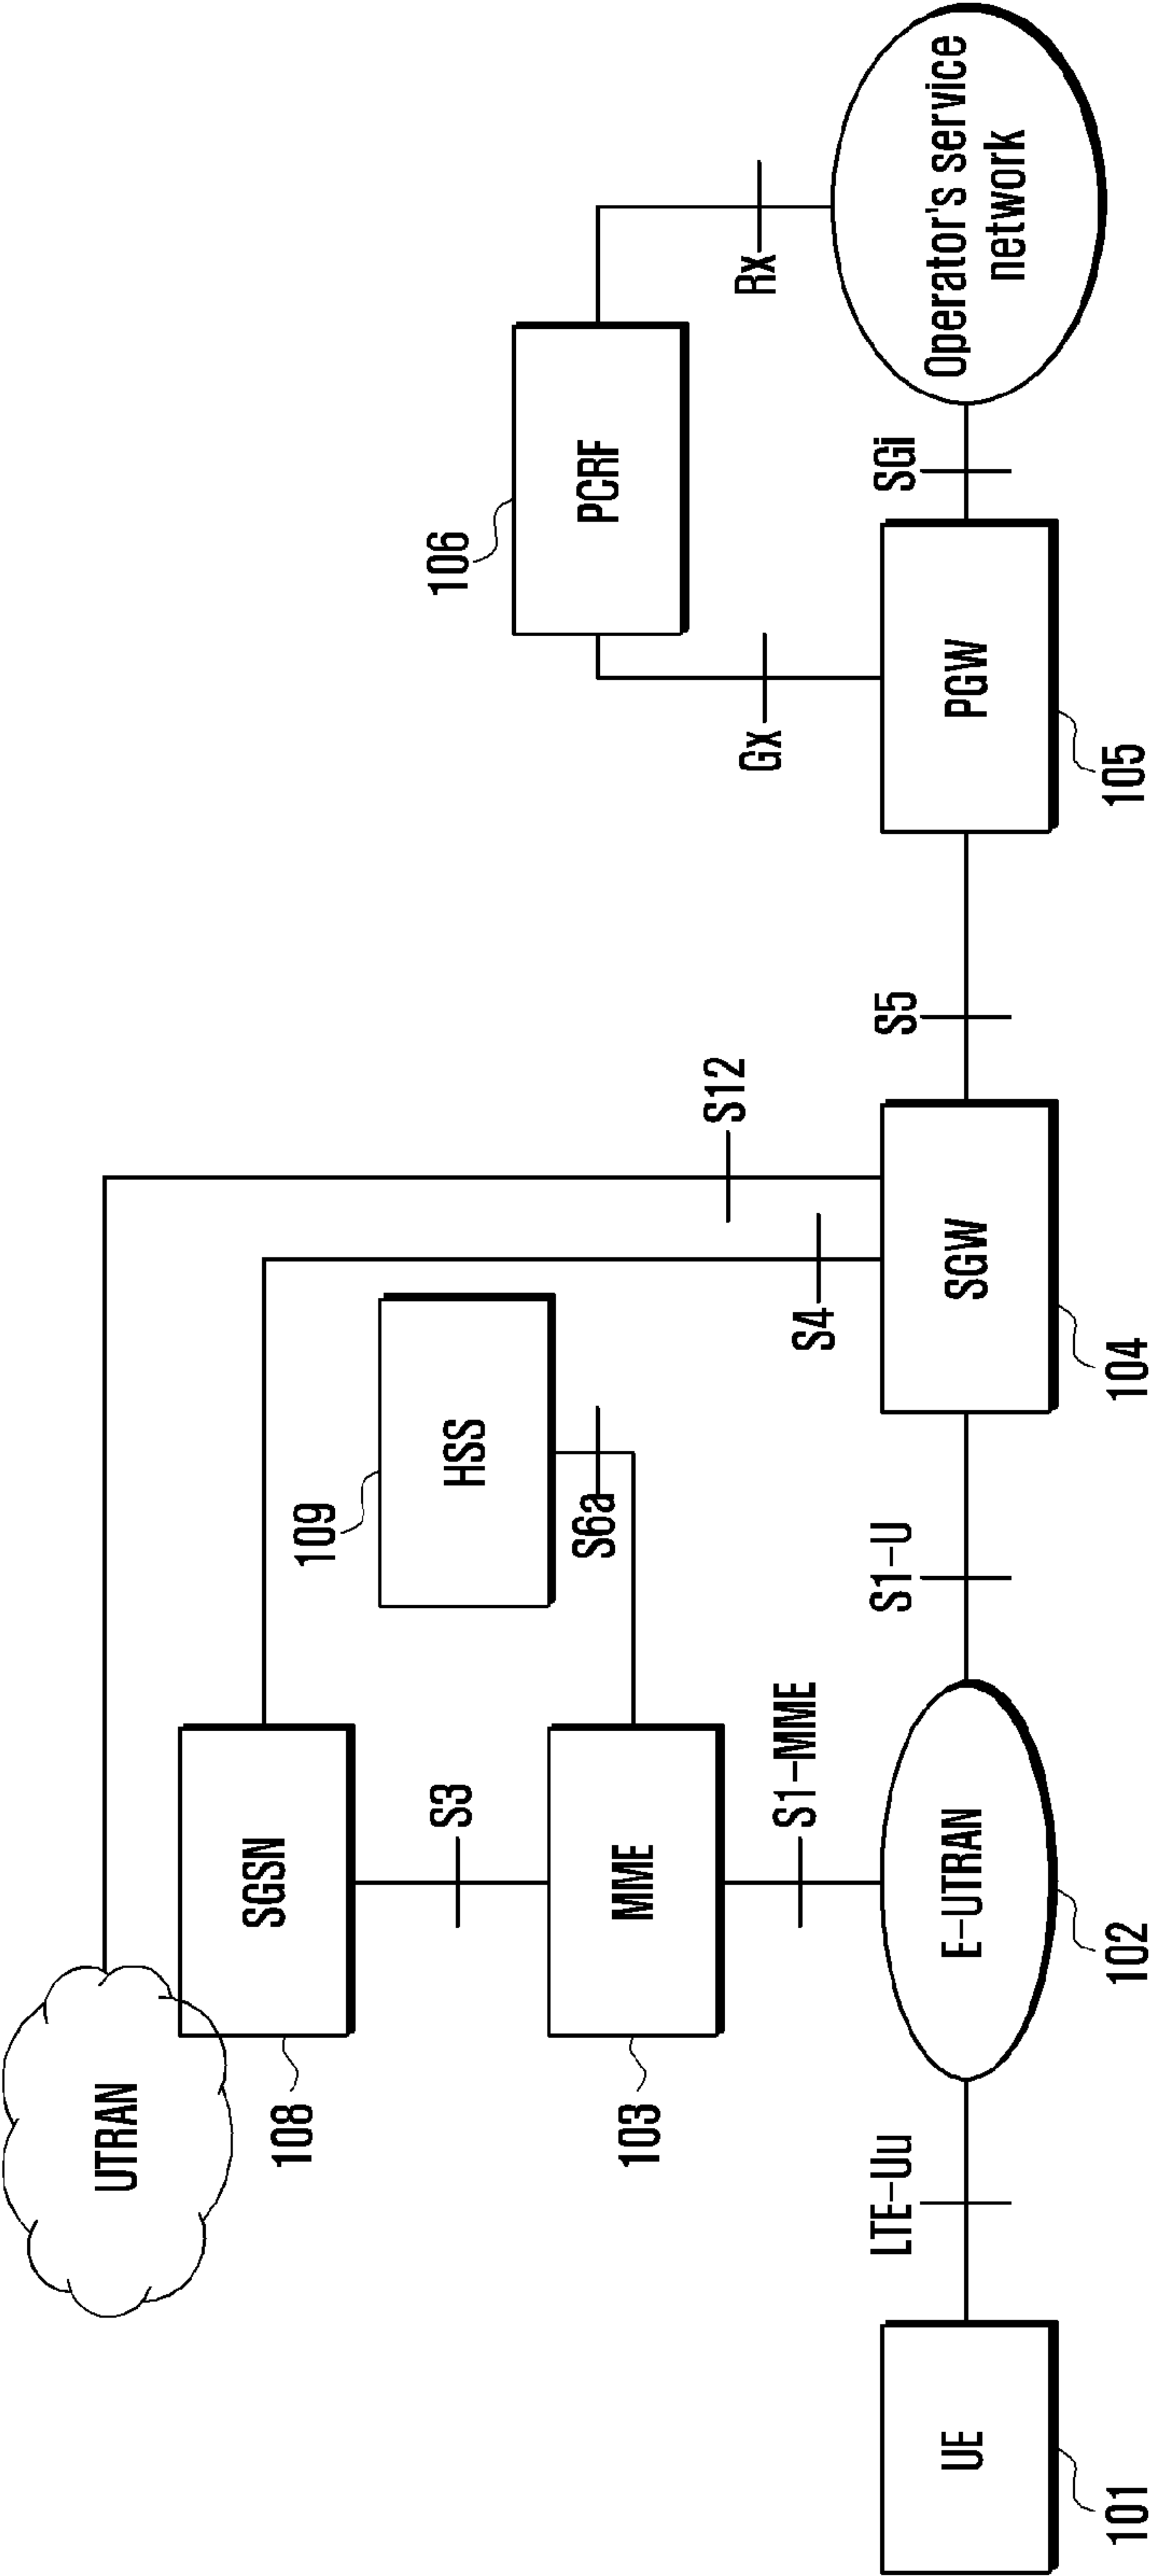 UTRAN
SGSN
108
S3
HSS
109
S6a
MME
103
S1-MME
S12
S4
PCRF
106
Gx
Rx
UE
101
LTE-Uu
E-UTRAN
102
S1-U
SGW
104
S5
PGW
105
SGi
Operator's service
network